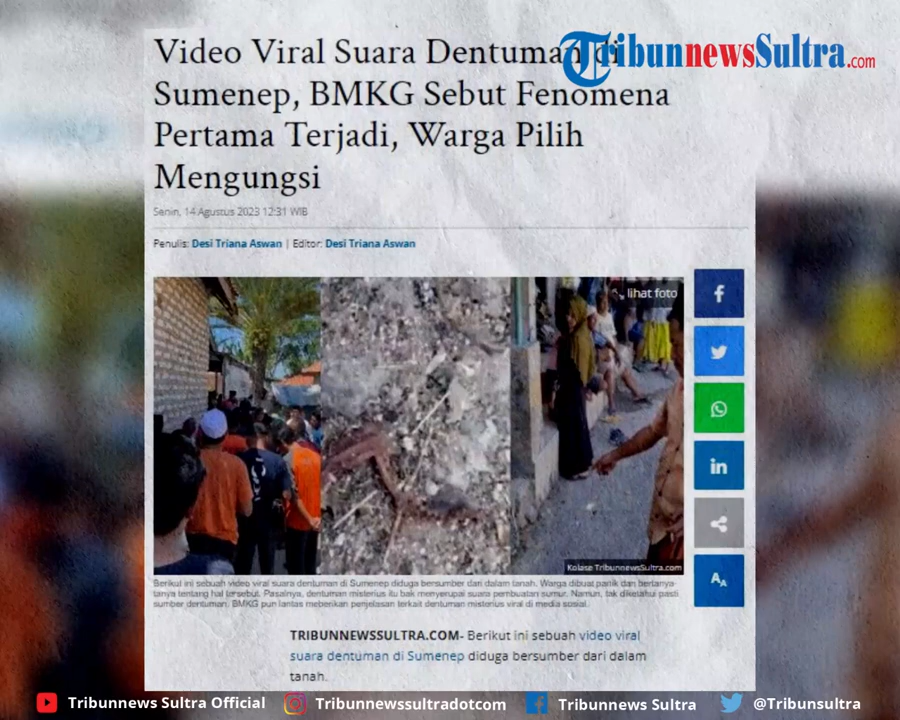 Video Viral Suara Dentuman di
TribunnewsSultra.com
Sumenep, BMKG Sebut Fenomena
Pertama Terjadi, Warga Pilih
Mengungsi
Senin, 14 Agustus 2023 12:31 WIB
Penulis: Desi Triana Aswan | Editor: Desi Triana Aswan
lihat foto
Kolase TribunnewsSultra.com
Berikut ini sebuah video viral suara dentuman di Sumenep diduga bersumber dari dalam tanah. Warga dibuat panik dan bertanya-
tanya tentang hal tersebut. Pasalnya, dentuman misterius itu bak menyerupai suara pembuatan sumur. Namun, tak diketahui pasti
sumber dentuman. BMKG pun lantas meberikan penjelasan terkait dentuman misterius viral di media sosial.
AA
TRIBUNNEWSSULTRA.COM- Berikut ini sebuah video viral
suara dentuman di Sumenep diduga bersumber dari dalam
tanah.
Tribunnews Sultra Official Tribunnewssultradotcom Tribunnews Sultra @Tribunsultra